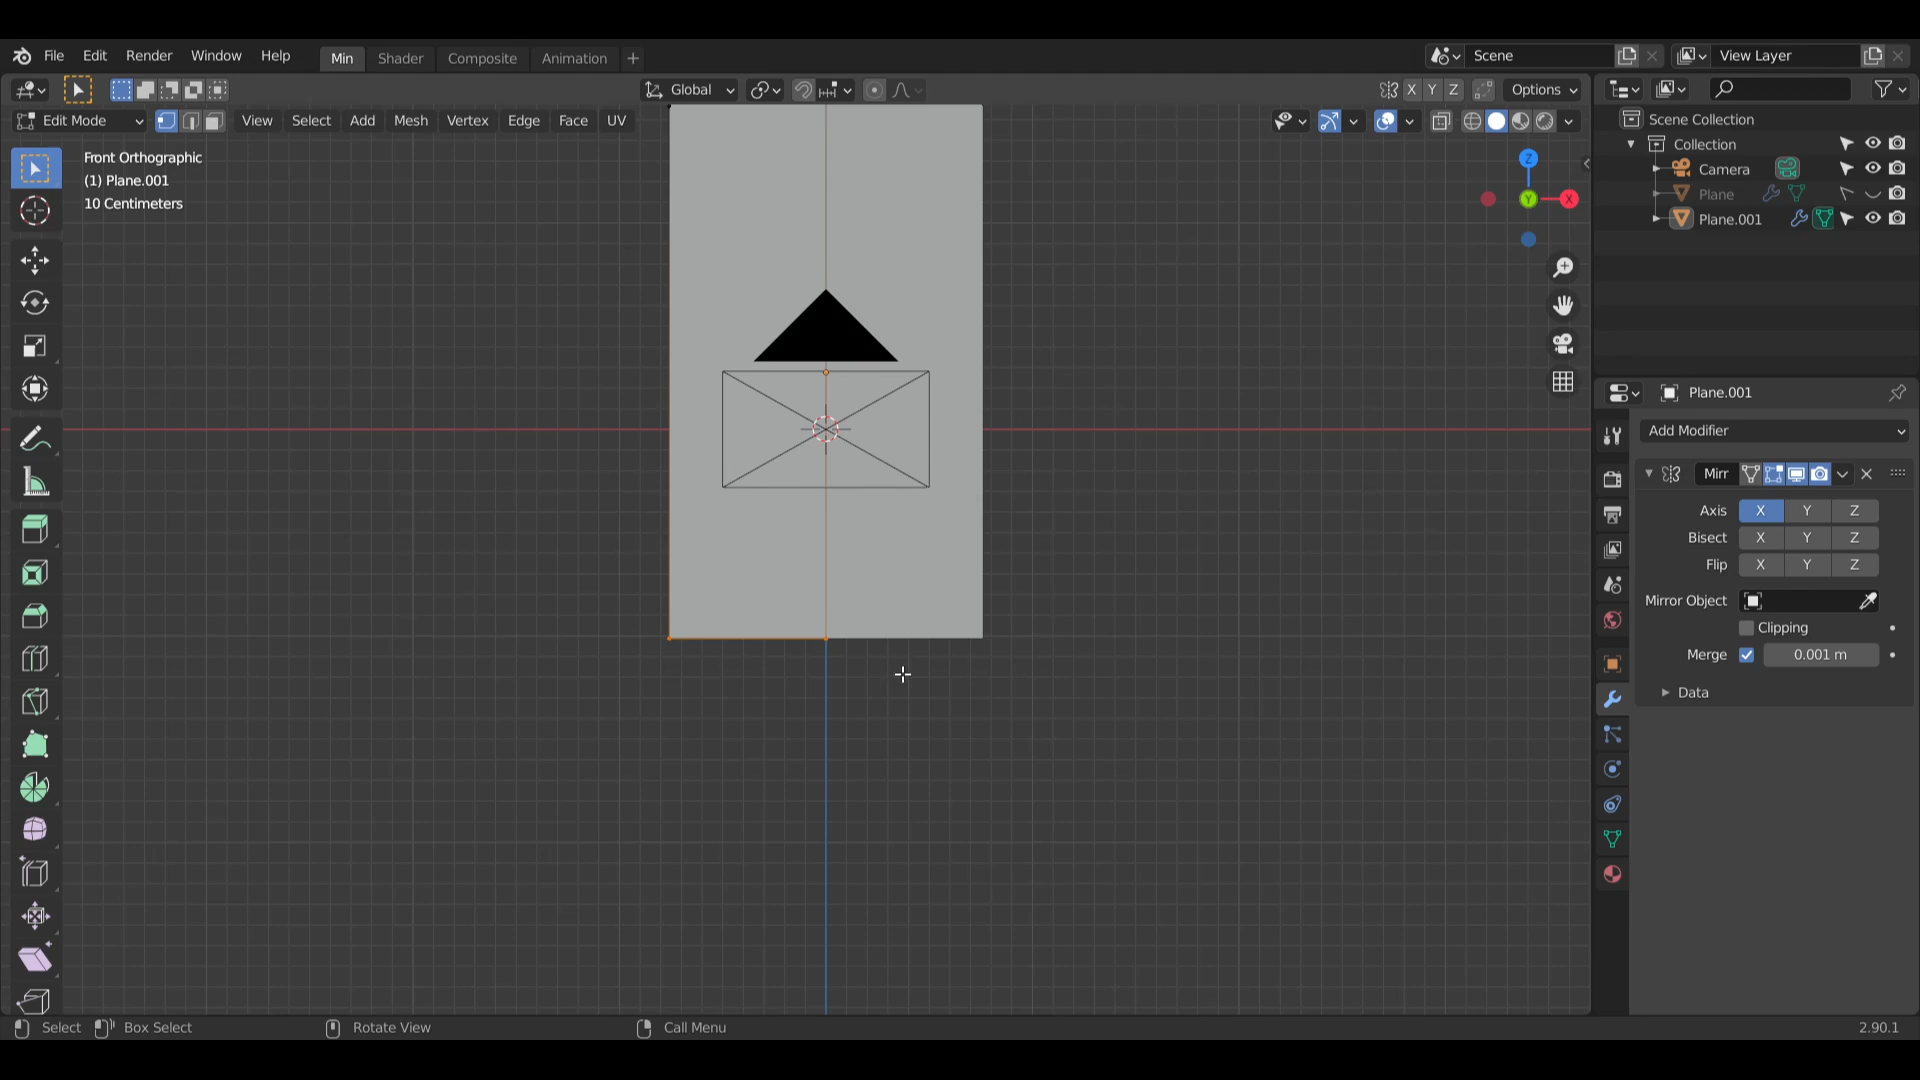 File Edit Render Window Help Min Shader Composite Animation + Scene View Layer
Global X Y Z Options
Edit Mode View Select Add Mesh Vertex Edge Face UV
Front Orthographic
(1) Plane.001
10 Centimeters
Z
Y
X
Scene Collection
Collection
Camera
Plane
Plane.001
Plane.001
Add Modifier
Mirr
Axis X Y Z
Bisect X Y Z
Flip X Y Z
Mirror Object
Clipping
Merge 0.001 m
Data
Select Box Select Rotate View Call Menu 2.90.1